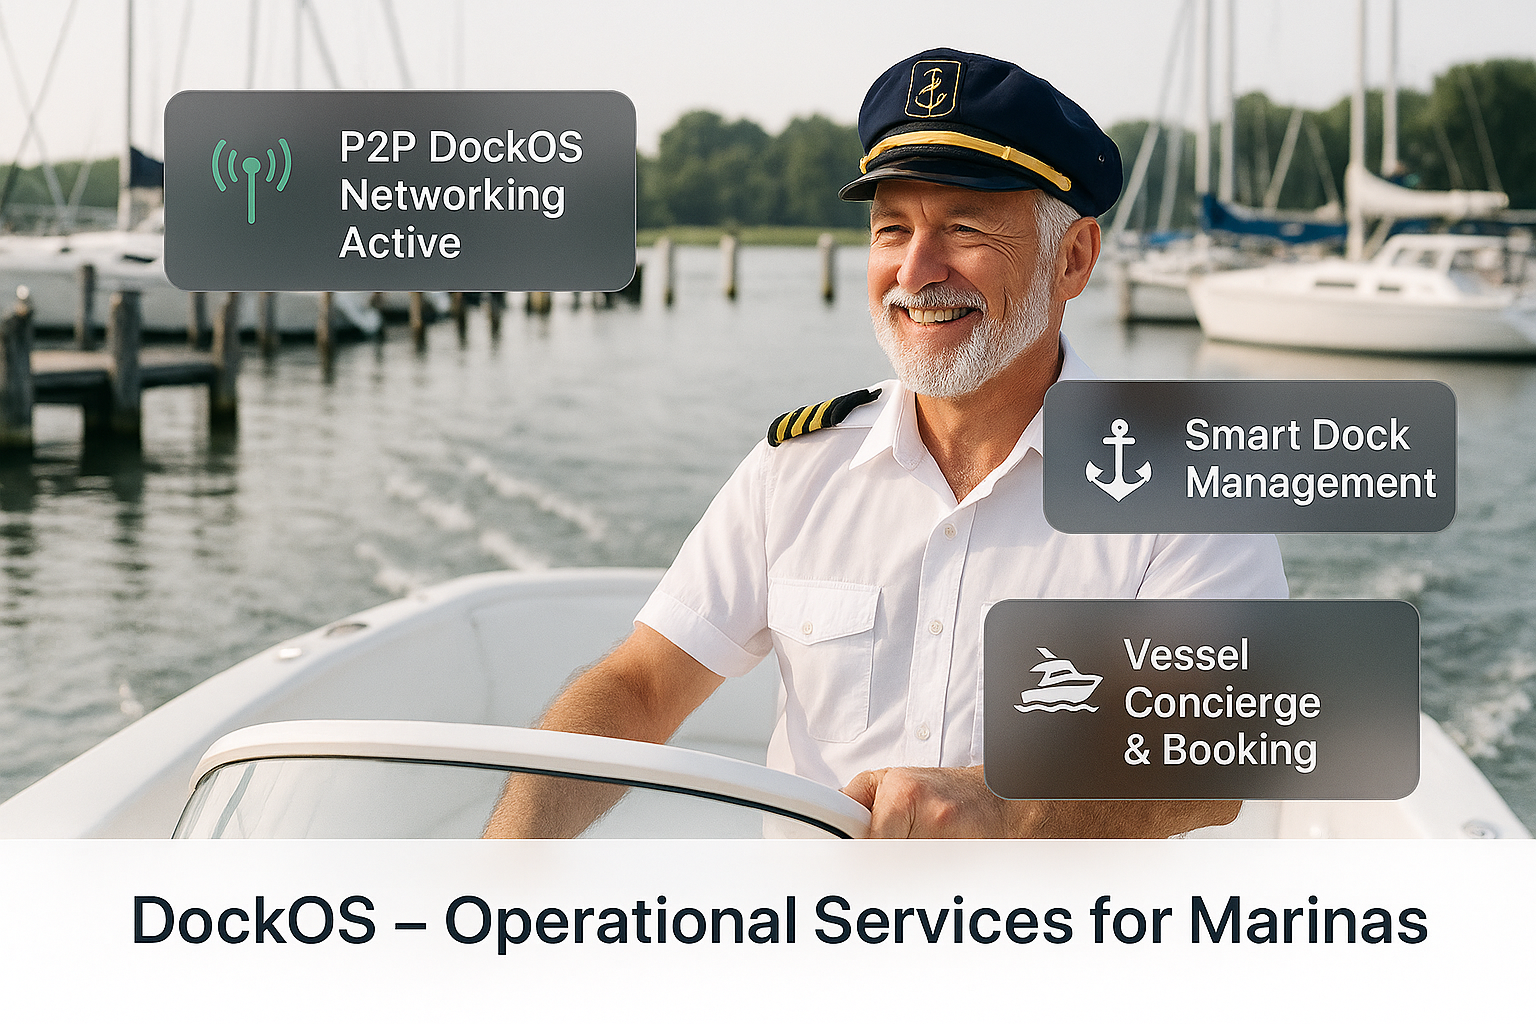 P2P DockOS
Networking
Active
Smart Dock
Management
Vessel
Concierge
& Booking
DockOS – Operational Services for Marinas